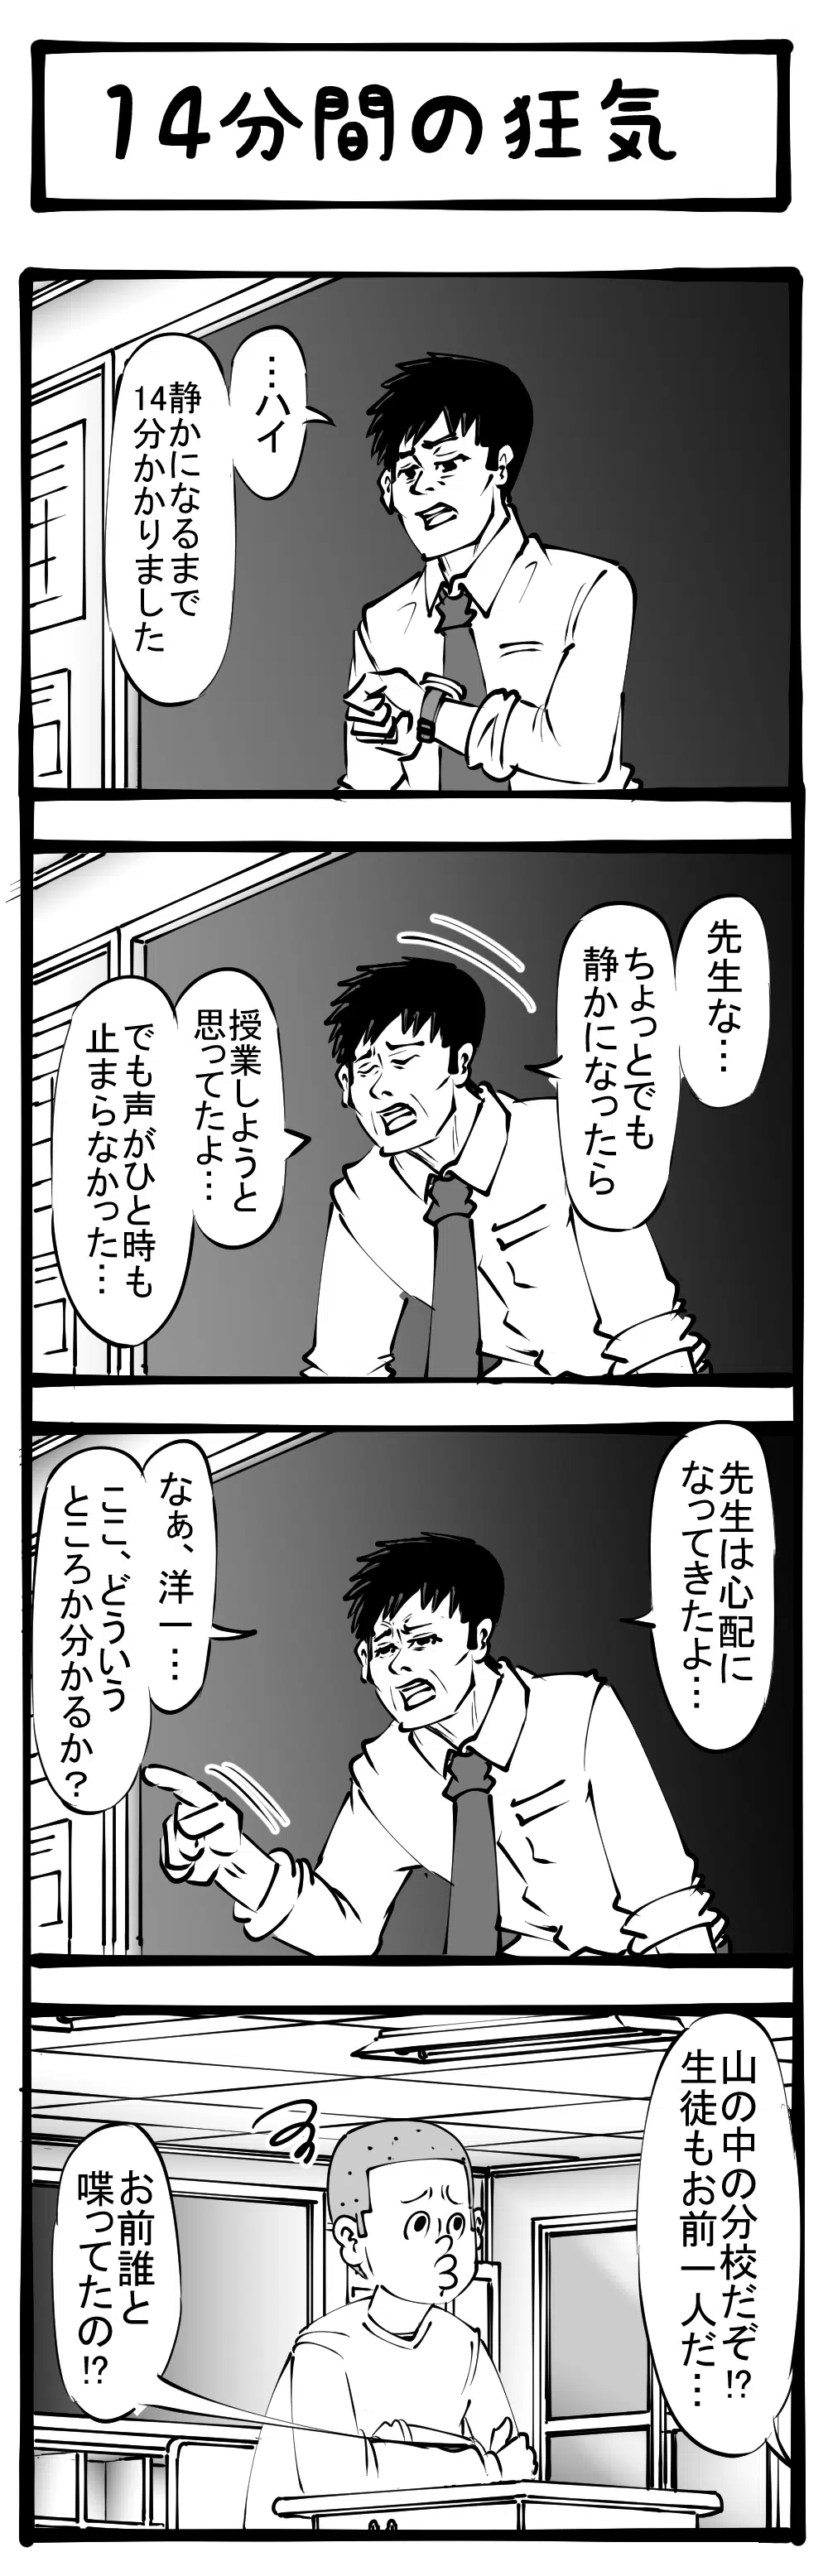 14分間の狂気
…ハイ
静かになるまで
14分かかりました
先生な…
ちょっとでも
静かになったら
授業しようと
思ってたよ…
でも声がひと時も
止まらなかった…
先生は心配に
なってきたよ…
なぁ、洋一…
ここ、どういう
ところか分かるか？
山の中の分校だぞ!?
生徒もお前一人だ…
お前誰と
喋ってたの!?